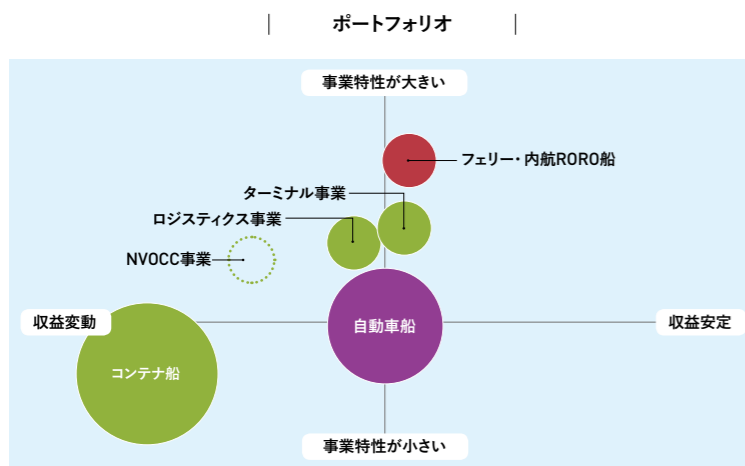 ポートフォリオ
事業特性が大きい
フェリー・内航RORO船
ターミナル事業
ロジスティクス事業
NVOCC事業
収益変動
自動車船
収益安定
コンテナ船
事業特性が小さい